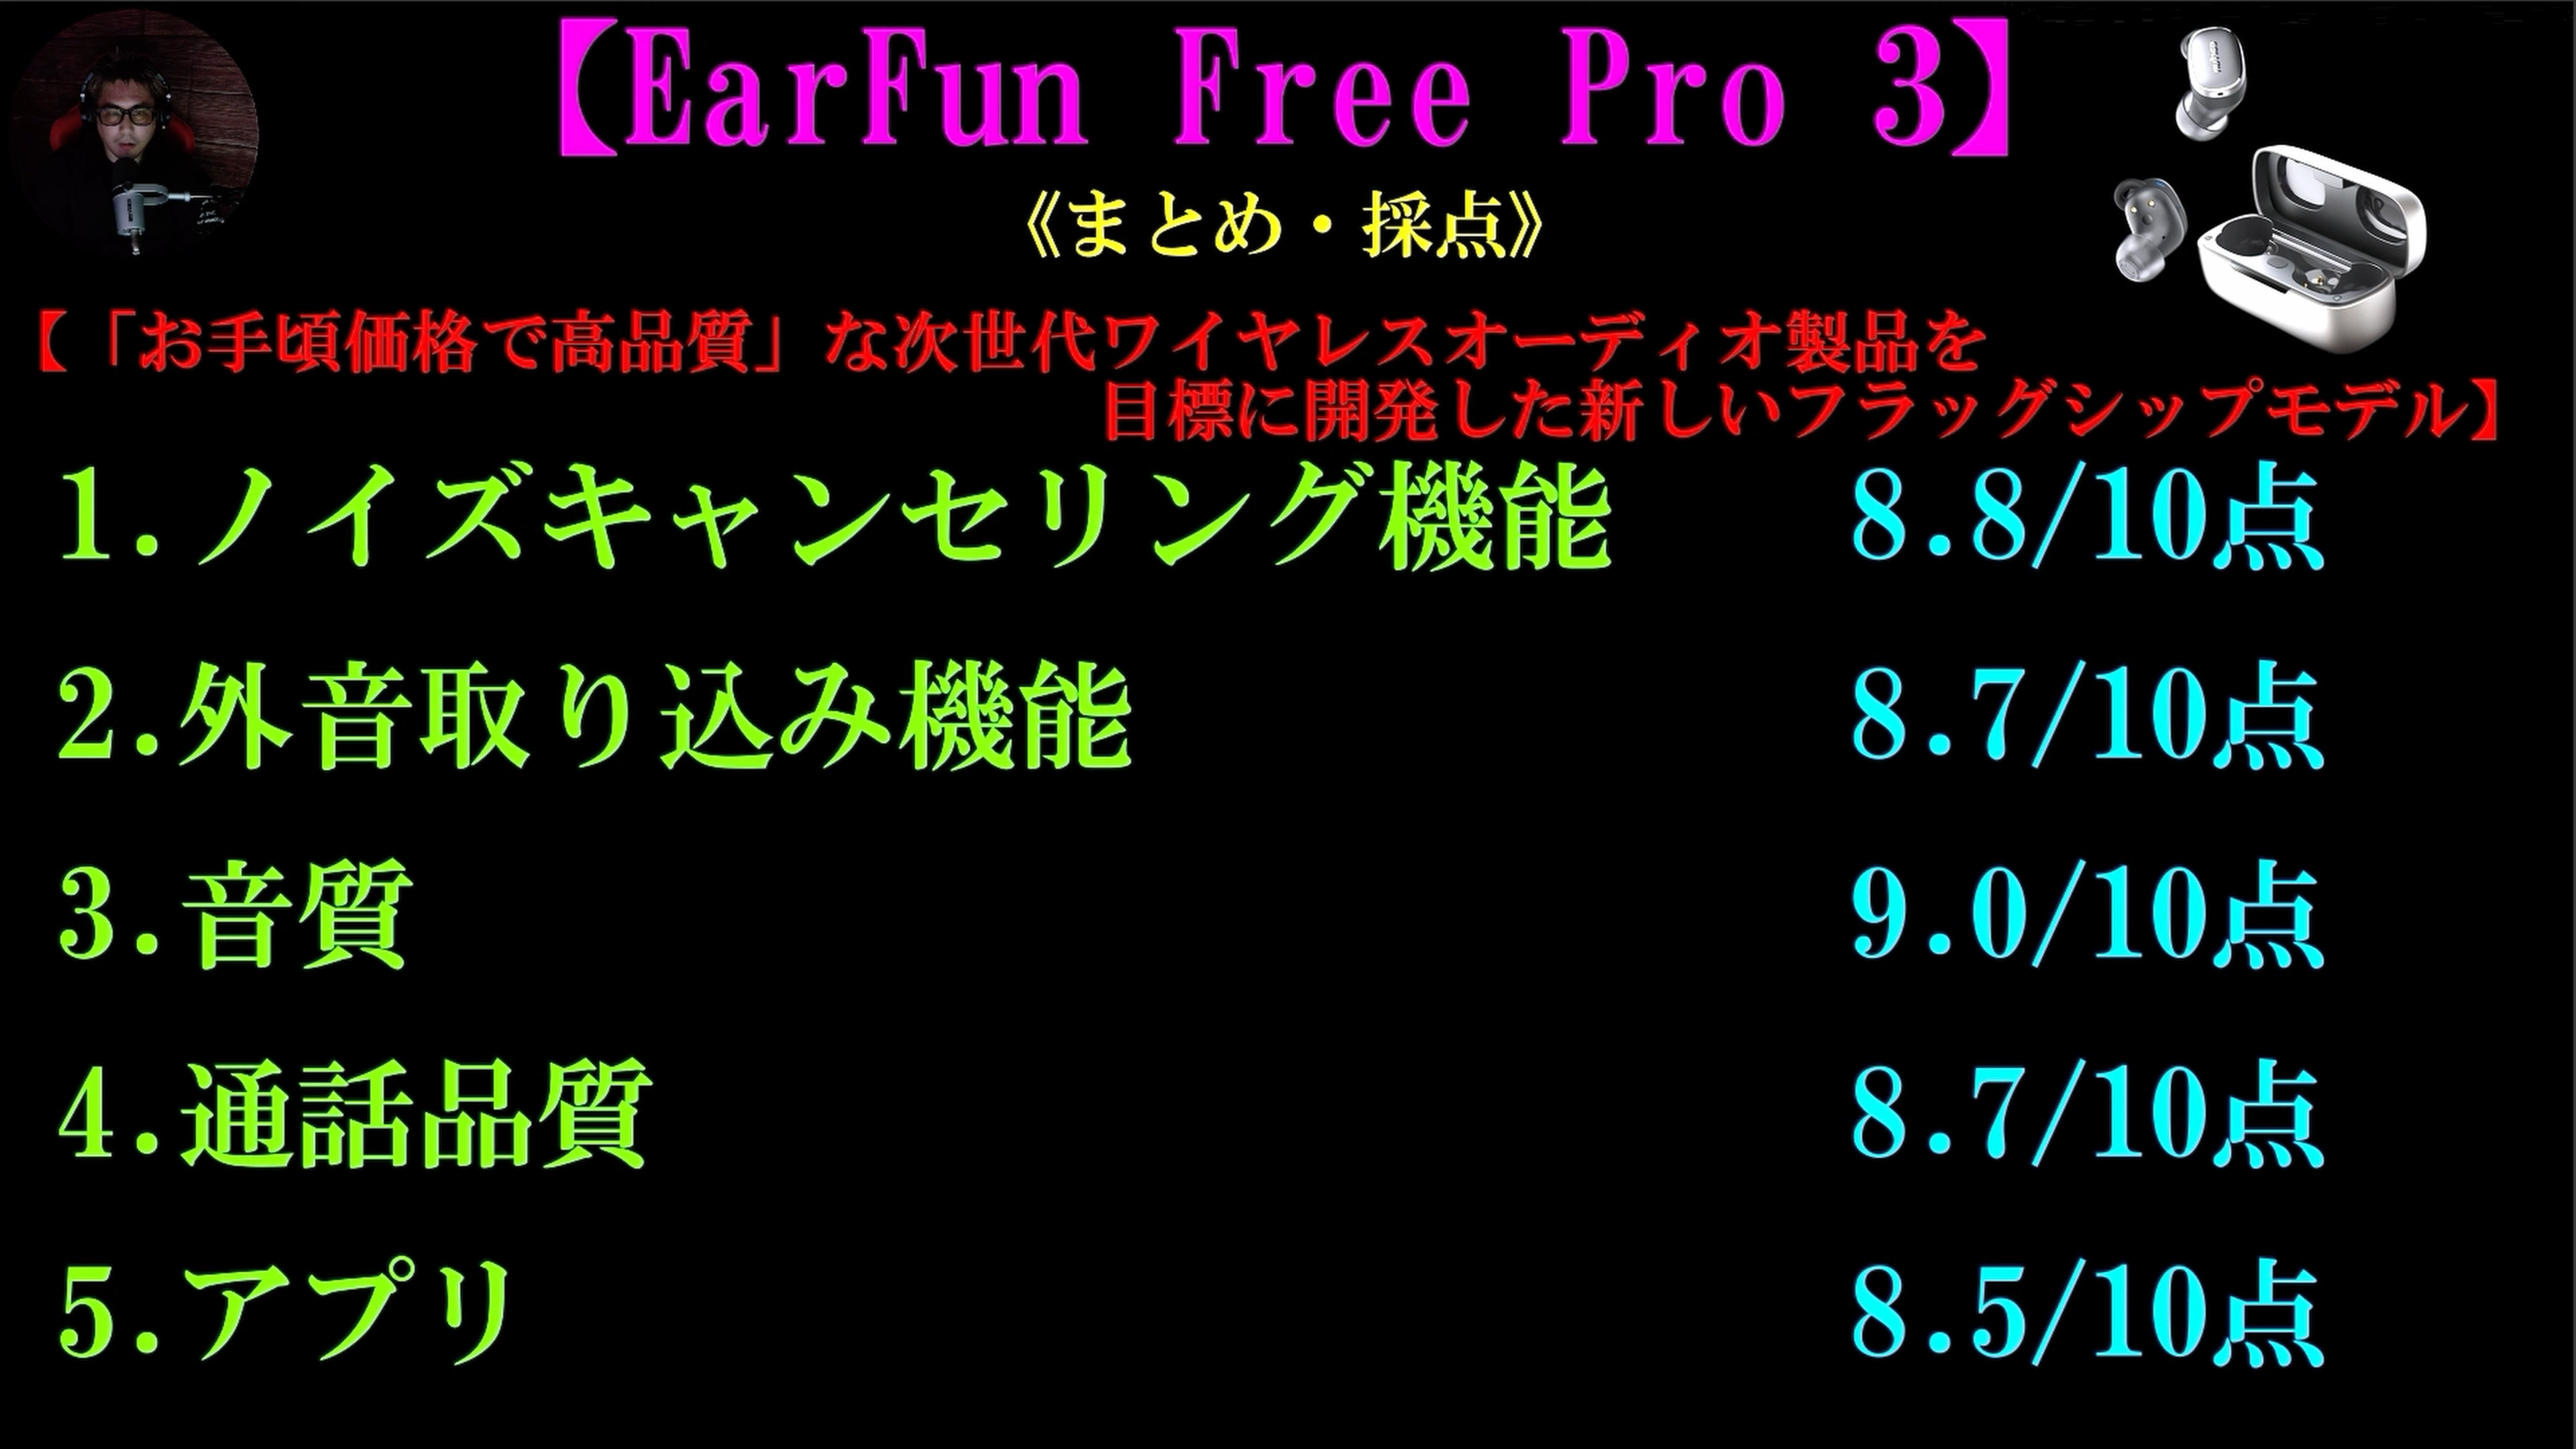 【EarFun Free Pro 3】
《まとめ・採点》
【「お手頃価格で高品質」な次世代ワイヤレスオーディオ製品を
目標に開発した新しいフラッグシップモデル】
1.ノイズキャンセリング機能 8.8/10点
2.外音取り込み機能 8.7/10点
3.音質 9.0/10点
4.通話品質 8.7/10点
5.アプリ 8.5/10点